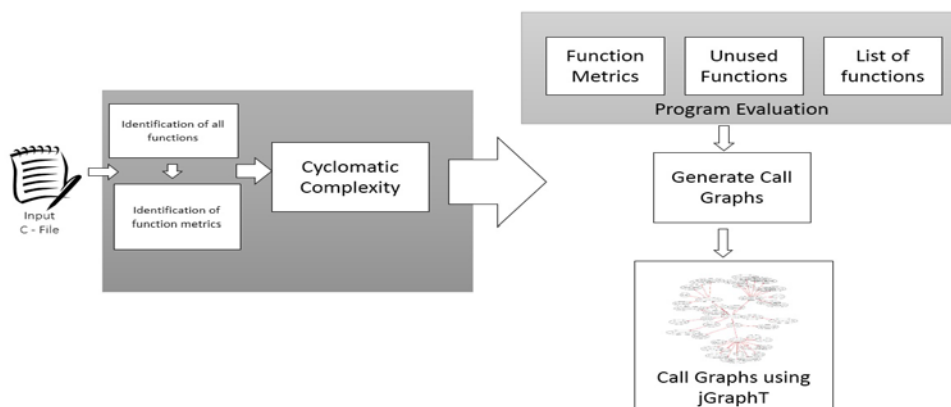 Input
C - File
Identification of all
functions
Identification of
function metrics
Cyclomatic
Complexity
Function
Metrics
Unused
Functions
List of
functions
Program Evaluation
Generate Call
Graphs
Call Graphs using
jGraphT